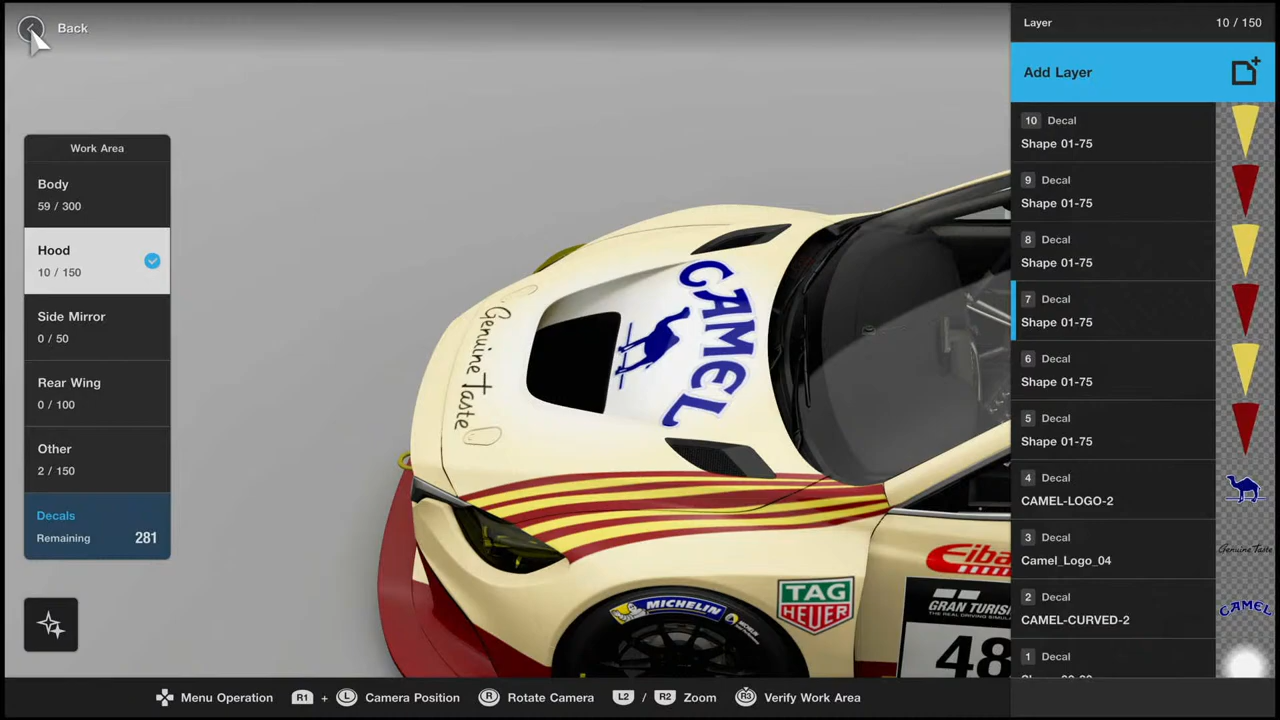 Back
Work Area
Body
59 / 300
Hood
10 / 150
Side Mirror
0 / 50
Rear Wing
0 / 100
Other
2 / 150
Decals
Remaining 281
Genuine Taste
CAMEL
Eiba
TAG
HEUER
MICHELIN
GRAN TURIS
48
Layer 10 / 150
Add Layer
10 Decal
Shape 01-75
9 Decal
Shape 01-75
8 Decal
Shape 01-75
7 Decal
Shape 01-75
6 Decal
Shape 01-75
5 Decal
Shape 01-75
4 Decal
CAMEL-LOGO-2
3 Decal
Camel_Logo_04
Genuine Taste
2 Decal
CAMEL-CURVED-2
CAMEL
1 Decal
Menu Operation R1 + L Camera Position R Rotate Camera L2 / R2 Zoom R3 Verify Work Area